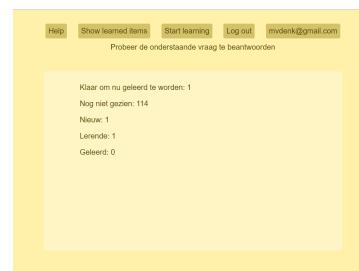 Help Show learned items Start learning Log out mvdenk@gmail.com
Probeer de onderstaande vraag te beantwoorden
Klaar om nu geleerd te worden: 1
Nog niet gezien: 114
Nieuw: 1
Lerende: 1
Geleerd: 0